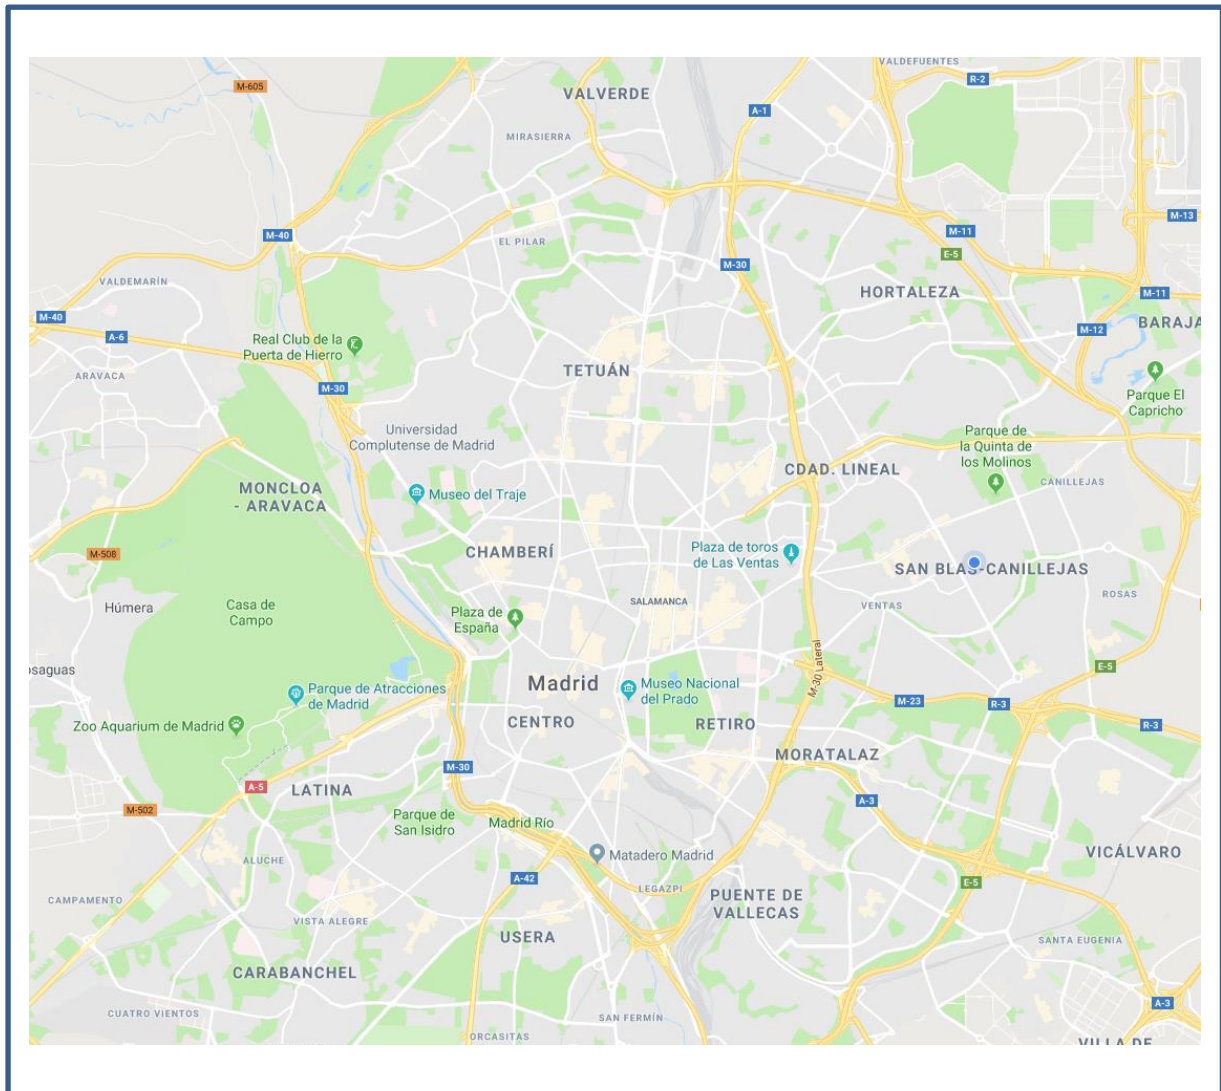 VALDEFUENTES
R-2
M-605
VALVERDE
A-1
MIRASIERRA
M-13
M-40
M-11
EL PILAR
E-5
M-30
VALDEMARÍN
HORTALEZA
M-11
M-40
BARAJA
M-12
A-6
Real Club de la
Puerta de Hierro
TETUÁN
ARAVACA
M-30
Parque El
Capricho
Universidad
Complutense de Madrid
Parque de
la Quinta de
los Molinos
CDAD. LINEAL
CANILLEJAS
MONCLOA
- ARAVACA
Museo del Traje
M-508
CHAMBERÍ
Plaza de toros
de Las Ventas
SAN BLAS-CANILLEJAS
ROSAS
Húmera
Casa de
Campo
SALAMANCA
VENTAS
Plaza de
España
osaguas
M-30 Lateral
E-5
Parque de Atracciones
de Madrid
Madrid
Museo Nacional
del Prado
M-23
R-3
Zoo Aquarium de Madrid
CENTRO
RETIRO
R-3
MORATALAZ
M-30
A-5
LATINA
M-502
A-3
Parque de
San Isidro
Madrid Río
Matadero Madrid
VICÁLVARO
ALUCHE
A-42
LEGAZPI
E-5
CAMPAMENTO
PUENTE DE
VALLECAS
VISTA ALEGRE
USERA
SANTA EUGENIA
CARABANCHEL
A-3
CUATRO VIENTOS
SAN FERMÍN
ORCASITAS
VILLA DE